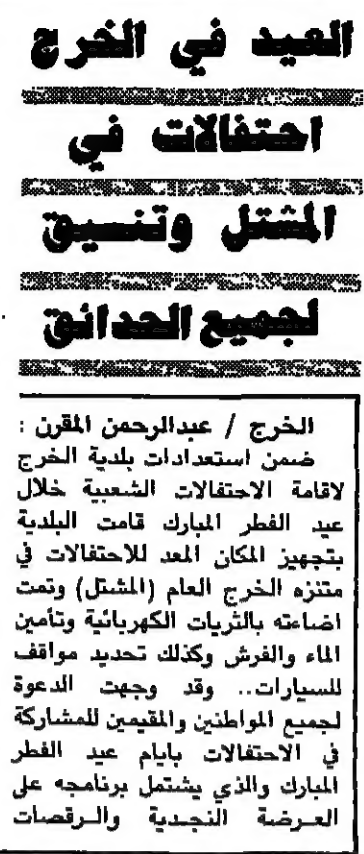 العيد في الخرج
احتفالات في
المشتل وتنسيق
لجميع الحدائق
الخرج / عبدالرحمن المقرن :
ضمن استعدادات بلدية الخرج
لاقامة الاحتفالات الشعبية خلال
عيد الفطر المبارك قامت البلدية
بتجهيز المكان المعد للاحتفالات في
متنزه الخرج العام (المشتل) وتمت
اضاءته بالثريات الكهربائية وتأمين
الماء والفرش وكذلك تحديد مواقف
للسيارات.. وقد وجهت الدعوة
لجميع المواطنين والمقيمين للمشاركة
في الاحتفالات بايام عيد الفطر
المبارك والذي يشتمل برنامجه على
العرضة النجدية والرقصات